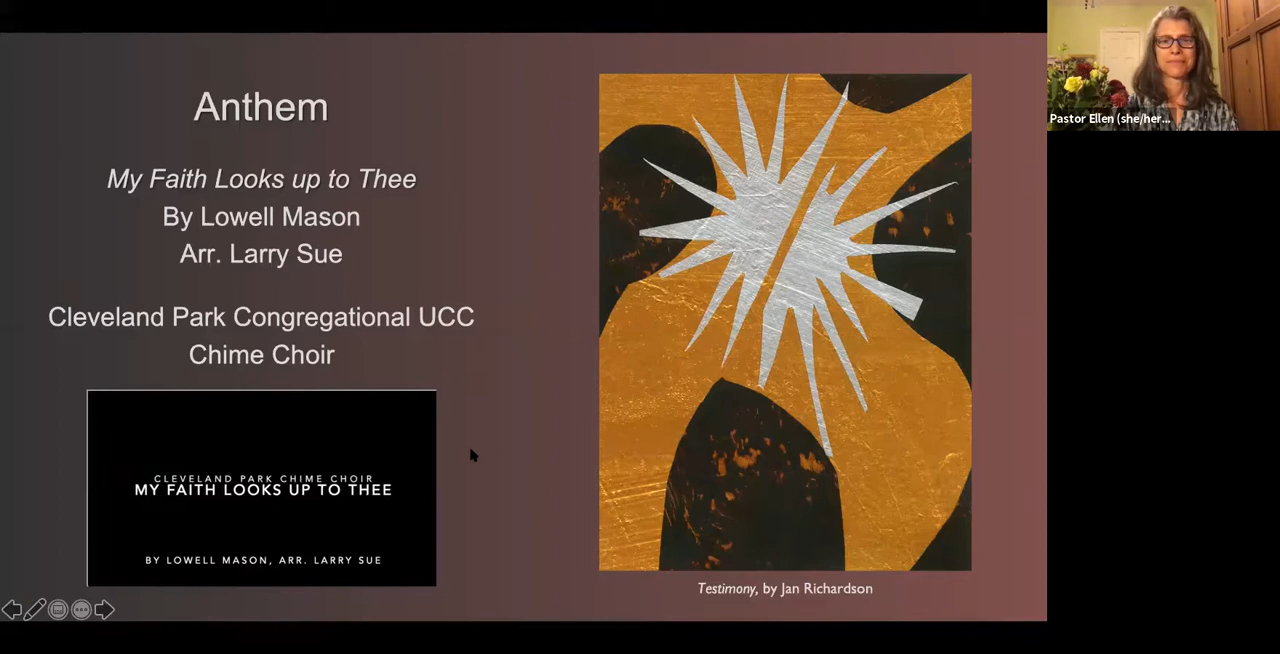 Anthem
My Faith Looks up to Thee
By Lowell Mason
Arr. Larry Sue
Cleveland Park Congregational UCC
Chime Choir
CLEVELAND PARK CHIME CHOIR
MY FAITH LOOKS UP TO THEE
BY LOWELL MASON, ARR. LARRY SUE
Testimony, by Jan Richardson
Pastor Ellen (she/her...